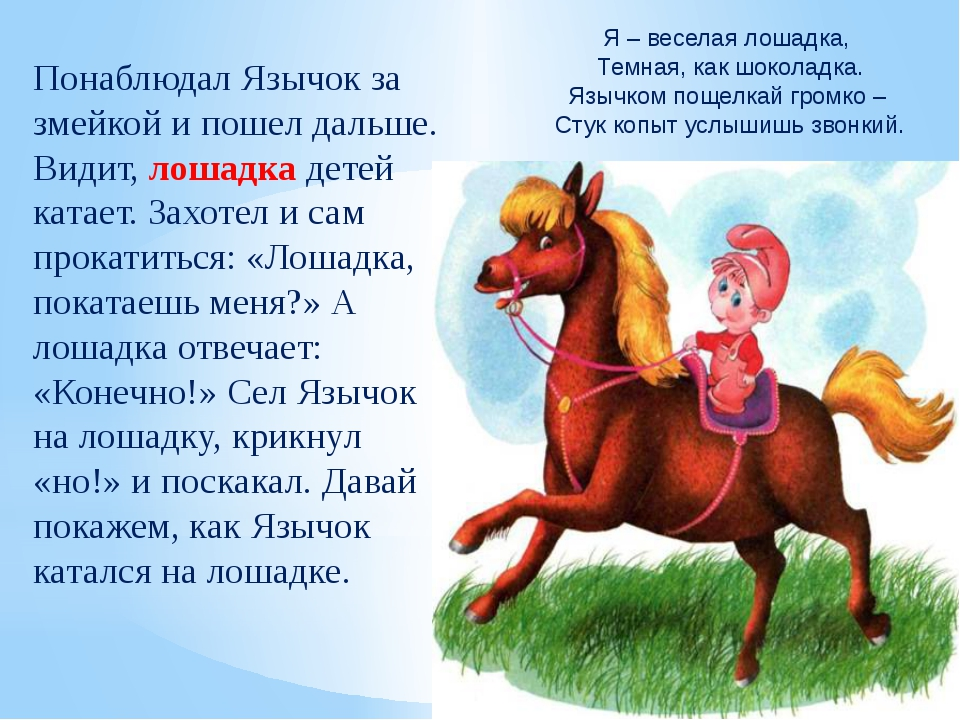 Понаблюдал Язычок за
змейкой и пошел дальше.
Видит, лошадка детей
катает. Захотел и сам
прокатиться: «Лошадка,
покатаешь меня?» А
лошадка отвечает:
«Конечно!» Сел Язычок
на лошадку, крикнул
«но!» и поскакал. Давай
покажем, как Язычок
катался на лошадке.
Я – веселая лошадка,
Темная, как шоколадка.
Язычком пощелкай громко –
Стук копыт услышишь звонкий.